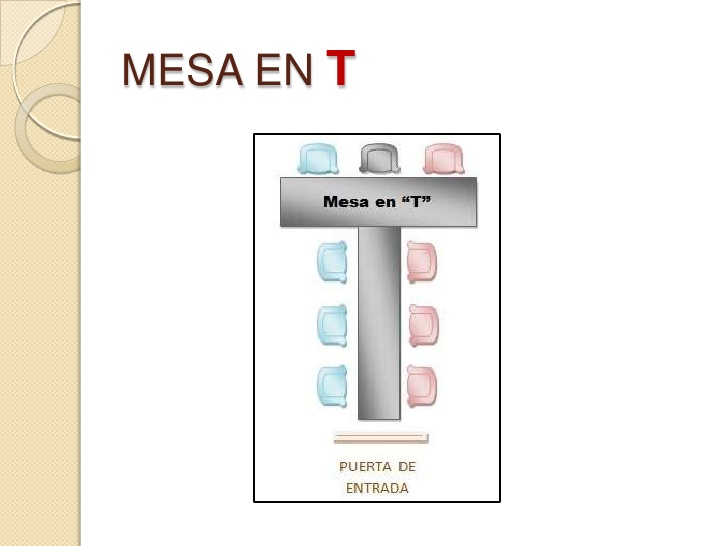 MESA EN T
Mesa en “T”
PUERTA DE
ENTRADA